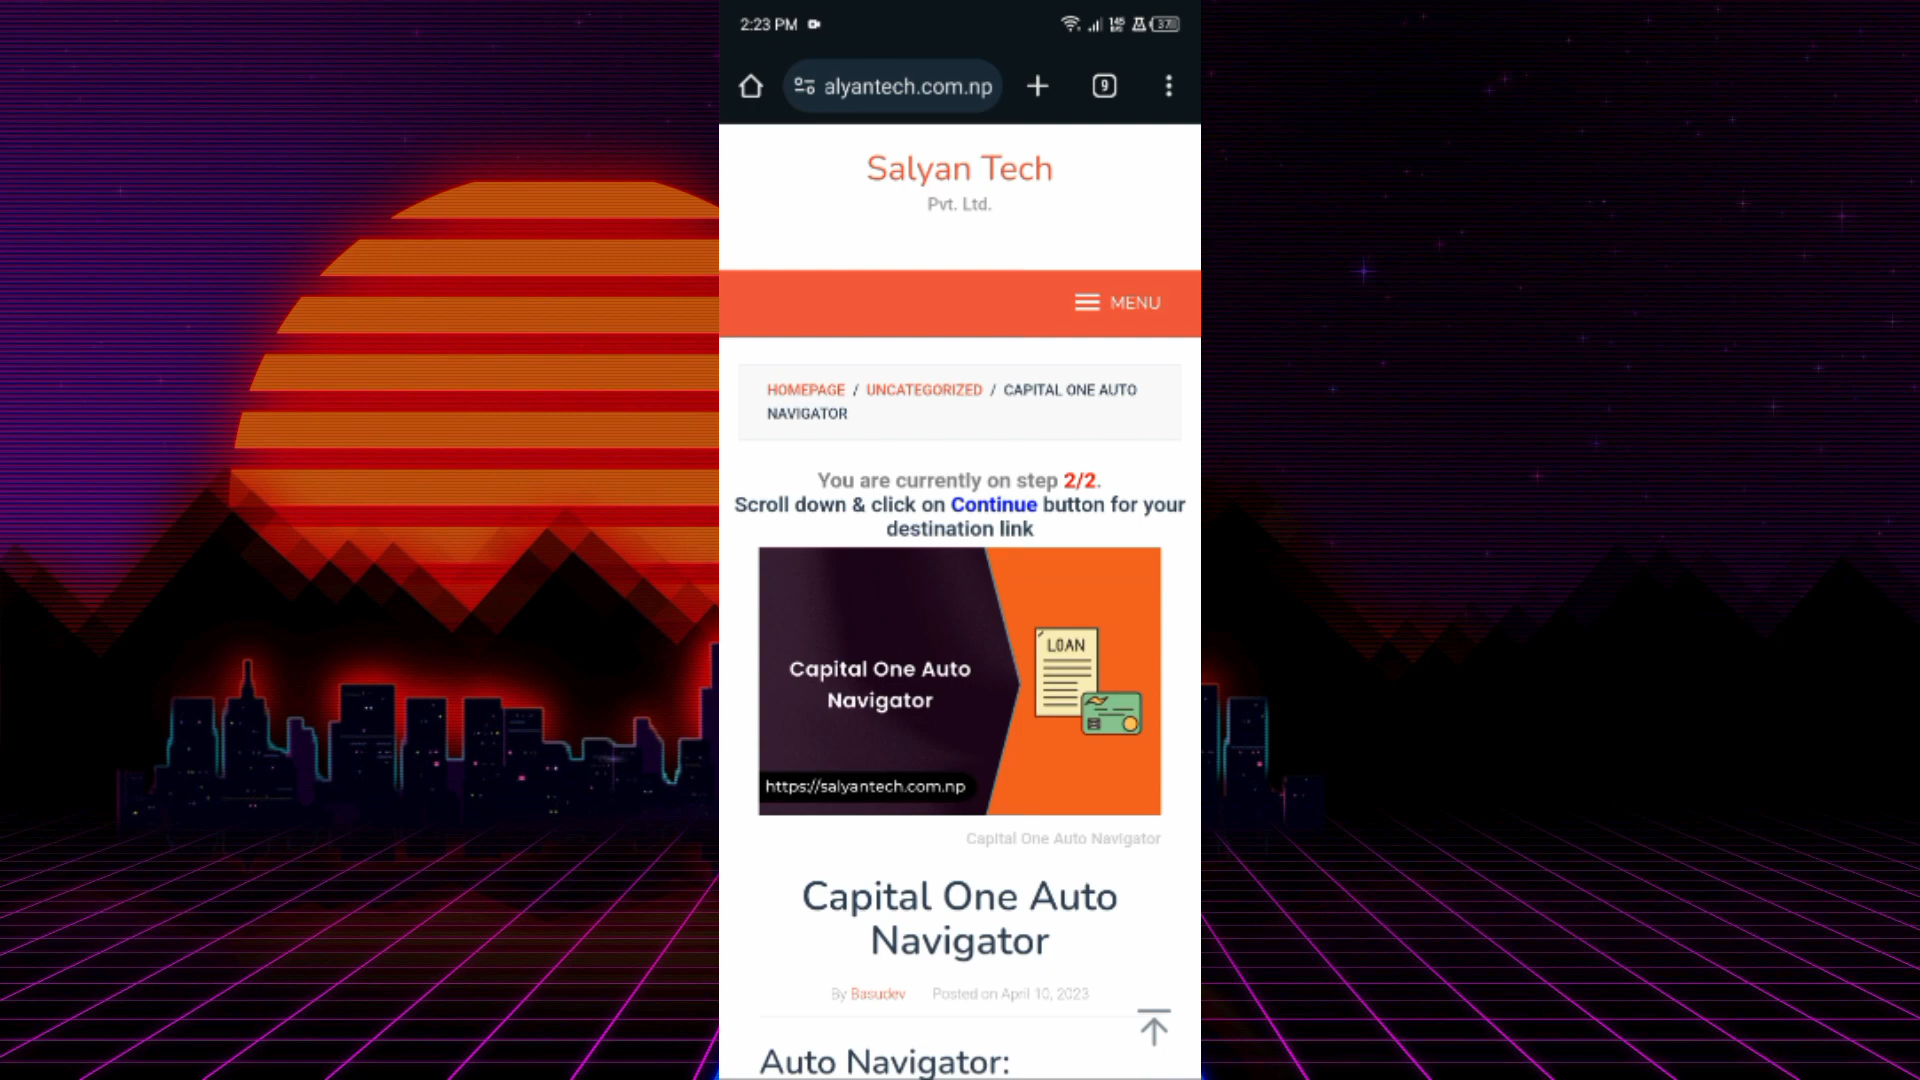 2:23 PM
alyantech.com.np
9
Salyan Tech
Pvt. Ltd.
MENU
HOMEPAGE / UNCATEGORIZED / CAPITAL ONE AUTO
NAVIGATOR
You are currently on step 2/2.
Scroll down & click on Continue button for your
destination link
LOAN
Capital One Auto
Navigator
https://salyantech.com.np
Capital One Auto Navigator
Capital One Auto
Navigator
By Basudev Posted on April 10, 2023
Auto Navigator: